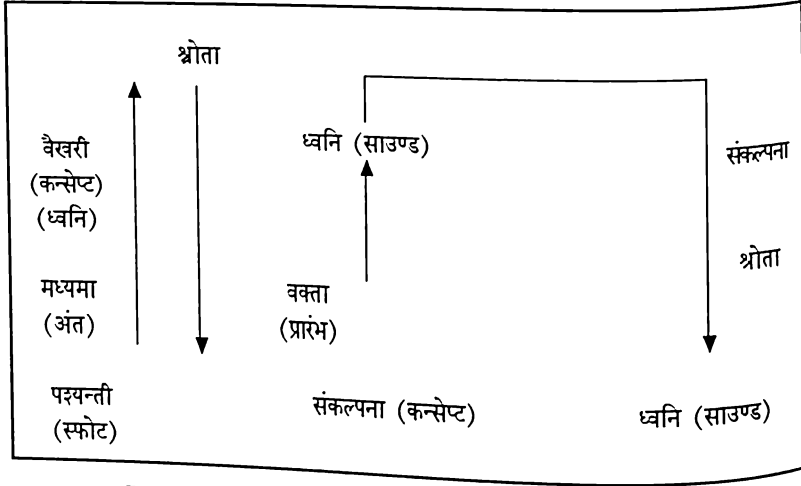 श्रोता
वैखरी
(कन्सेप्ट)
(ध्वनि)
मध्यमा
(अंत)
पश्यन्ती
(स्फोट)
ध्वनि (साउण्ड)
वक्ता
(प्रारंभ)
संकल्पना (कन्सेप्ट)
संकल्पना
श्रोता
ध्वनि (साउण्ड)